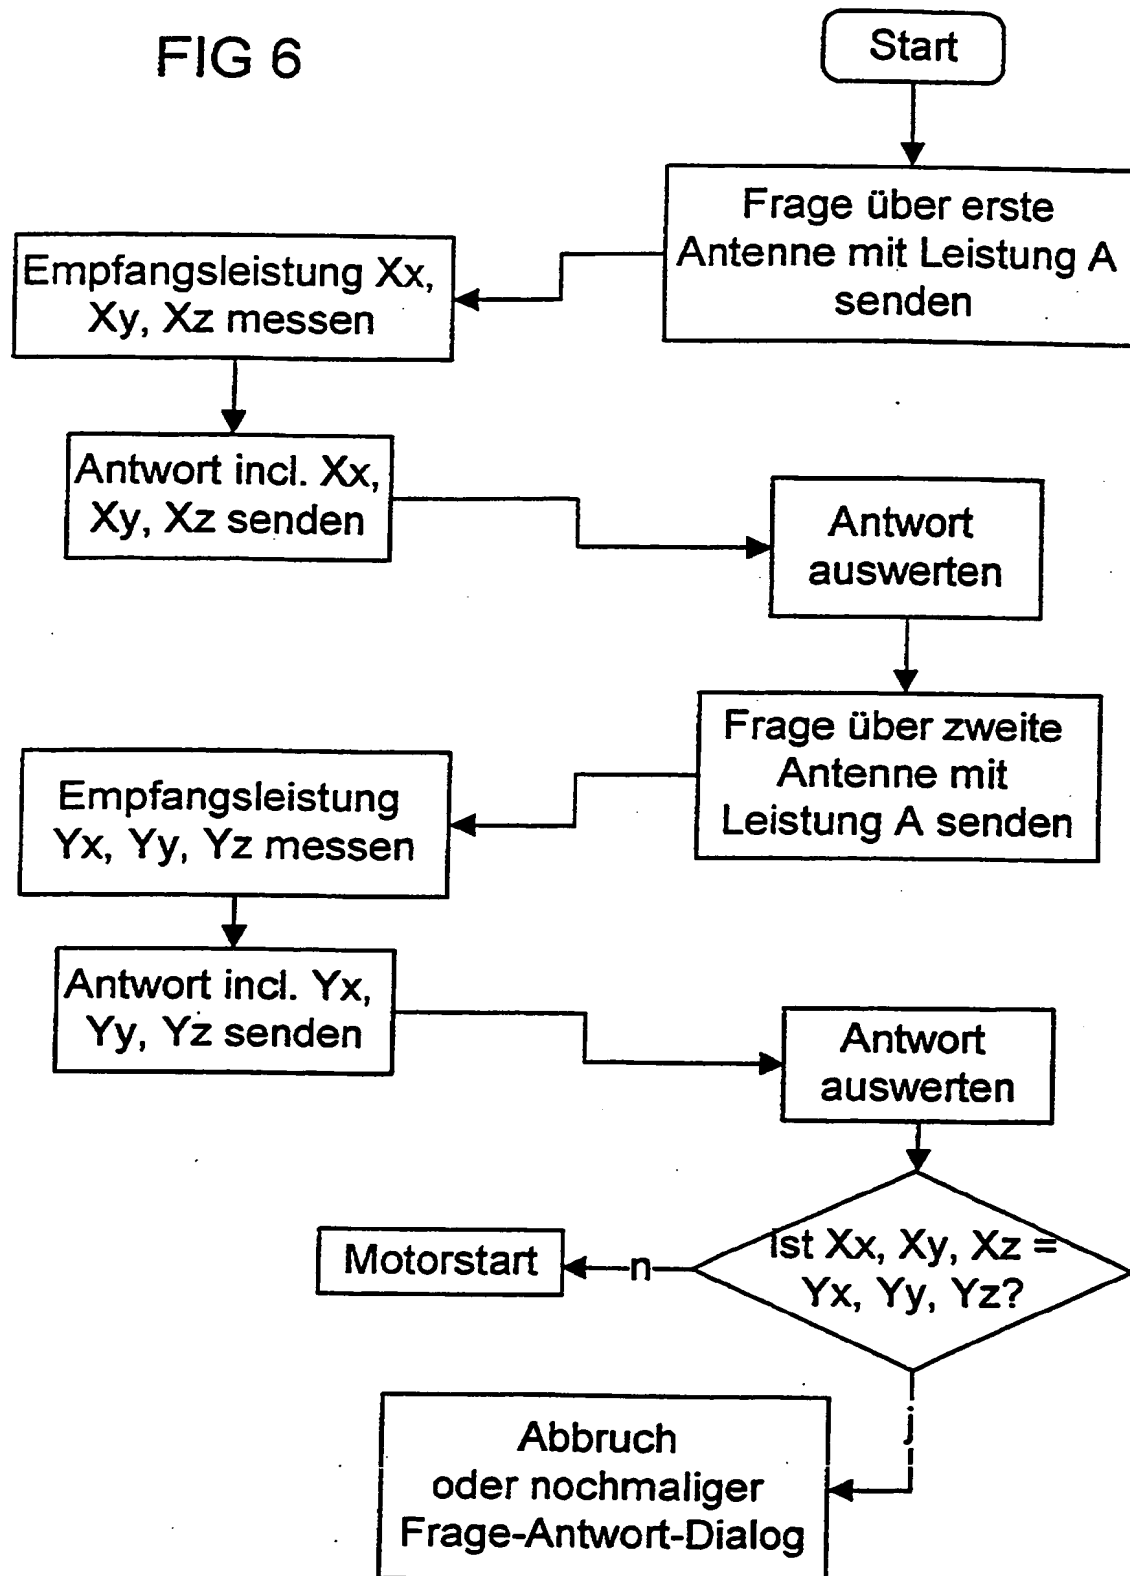 FIG 6
Start
Frage über erste
Antenne mit Leistung A
senden
Empfangsleistung Xx,
Xy, Xz messen
Antwort incl. Xx,
Xy, Xz senden
Antwort
auswerten
Frage über zweite
Antenne mit
Leistung A senden
Empfangsleistung
Yx, Yy, Yz messen
Antwort incl. Yx,
Yy, Yz senden
Antwort
auswerten
Ist Xx, Xy, Xz =
Yx, Yy, Yz?
n
Motorstart
j
Abbruch
oder nochmaliger
Frage-Antwort-Dialog